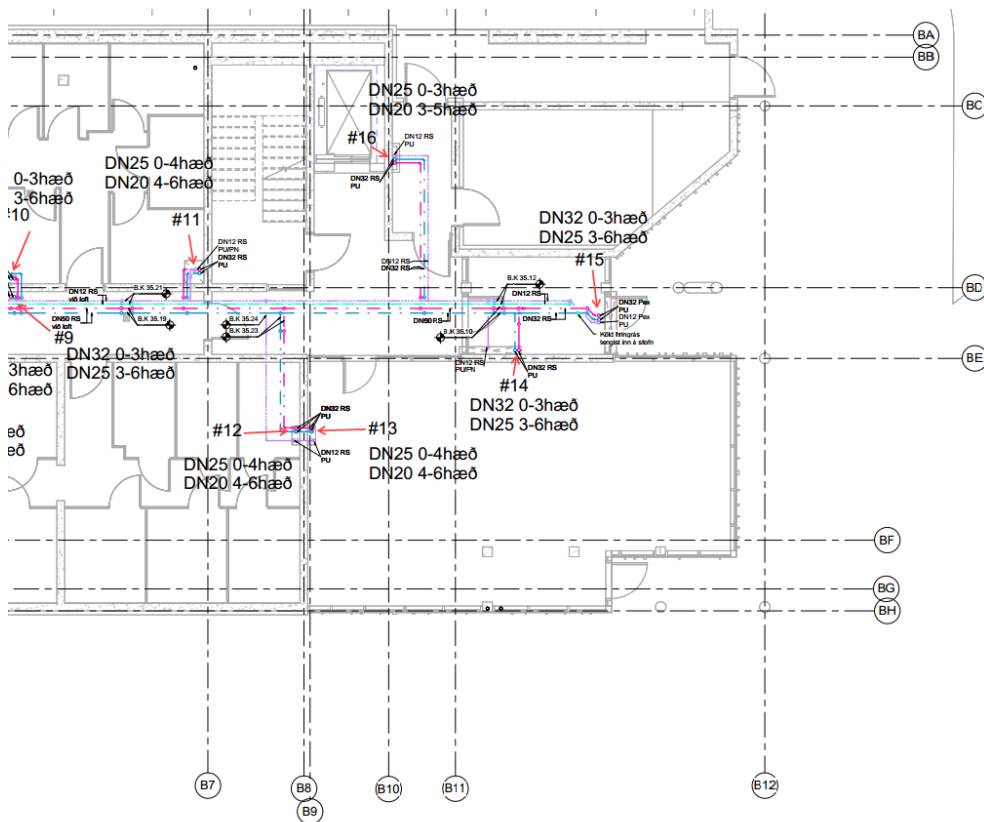 BA
BB
BC
DN25 0-3hæð
DN20 3-5hæð
#16
DN12 RS
PU
DN32 RS
PU
DN25 0-4hæð
DN20 4-6hæð
0-3hæð
3-6hæð
#10
#11
DN12 RS
PU/PN
DN32 RS
PU
DN12 RS
DN32 RS
DN32 0-3hæð
DN25 3-6hæð
#15
BD
DN12 RS
við loft
B.K 35.21
B.K 35.12
DN12 RS
DN32 Pex
PU
DN12 Pex
PU
DN50 RS
við loft
B.K 35.19
B.K 35.24
B.K 35.23
DN50 RS
B.K 35.10
DN32 RS
Köld hringrás
tengist inn á stofn
#9
DN32 0-3hæð
DN25 3-6hæð
BE
3hæð
6hæð
DN12 RS
PU/PN
DN32 RS
PU
#14
DN32 0-3hæð
DN25 3-6hæð
DN32 RS
PU
#12
#13
DN12 RS
PU
DN25 0-4hæð
DN20 4-6hæð
DN25 0-4hæð
DN20 4-6hæð
BF
BG
BH
B7
B8
B9
B10
B11
B12